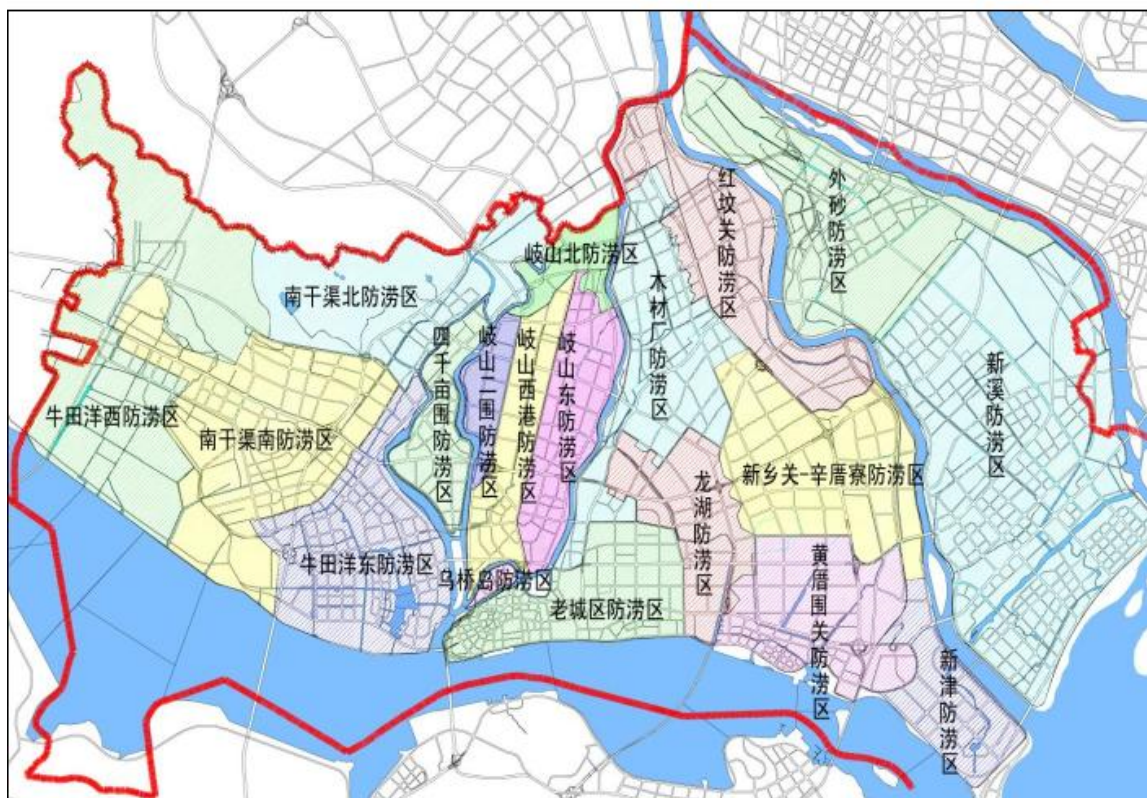 外砂防涝区
红坟关防涝区
岐山北防涝区
木材厂防涝区
南干渠北防涝区
四千亩围防涝区
岐山二围防涝区
岐山西港防涝区
岐山东防涝区
新溪防涝区
牛田洋西防涝区
南干渠南防涝区
新乡关-辛厝寮防涝区
龙湖防涝区
牛田洋东防涝区
乌桥岛防涝区
老城区防涝区
黄厝围关防涝区
新津防涝区